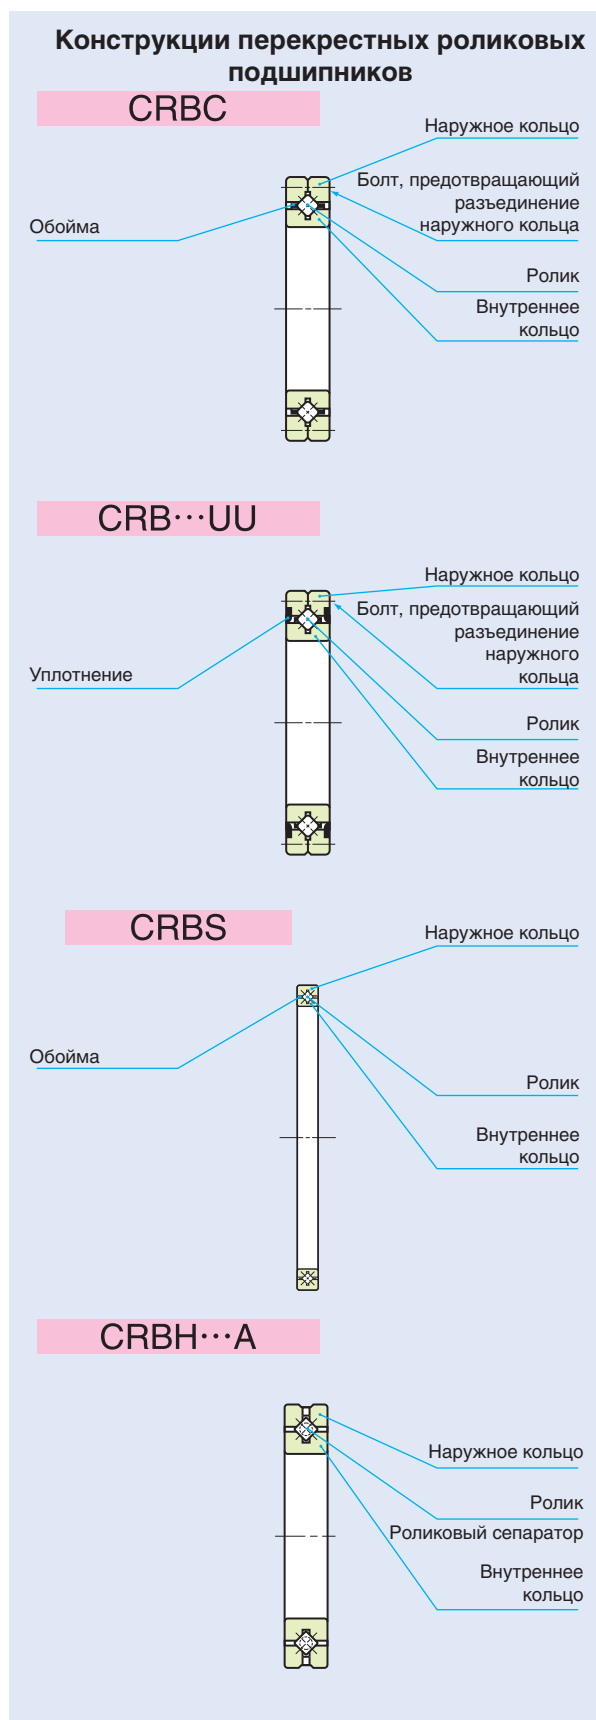 Конструкции перекрестных роликовых
подшипников
CRBC
Наружное кольцо
Болт, предотвращающий
разъединение
наружного кольца
Обойма
Ролик
Внутреннее
кольцо
CRB···UU
Наружное кольцо
Болт, предотвращающий
разъединение
наружного
кольца
Уплотнение
Ролик
Внутреннее
кольцо
CRBS
Наружное кольцо
Обойма
Ролик
Внутреннее
кольцо
CRBH···A
Наружное кольцо
Ролик
Роликовый сепаратор
Внутреннее
кольцо